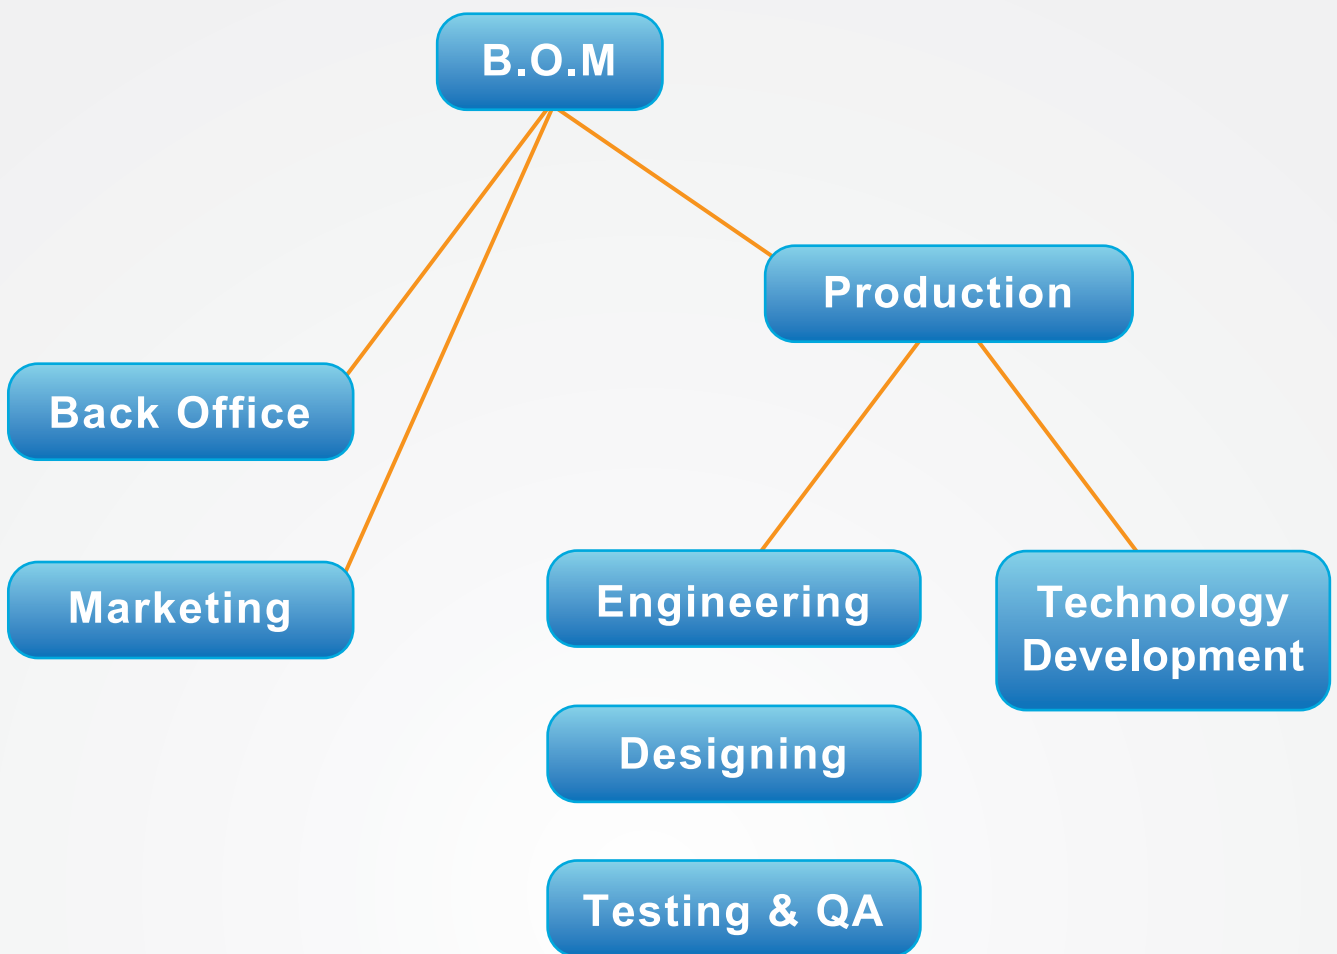 B.O.M
Production
Back Office
Marketing
Engineering
Technology
Development
Designing
Testing & QA